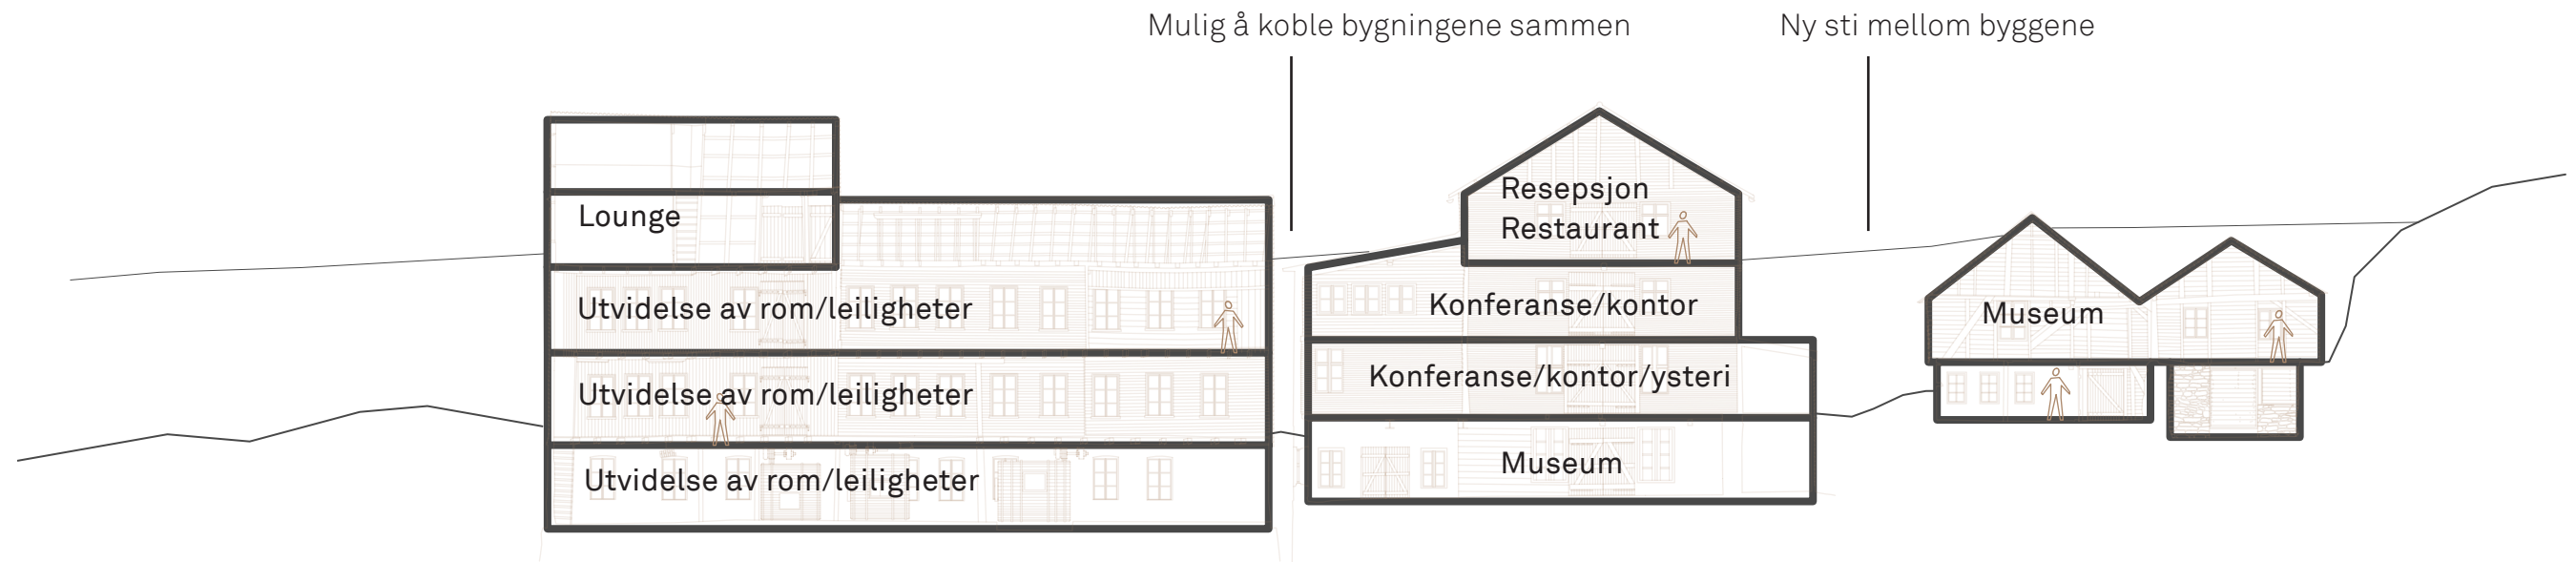 Mulig å koble bygningene sammen
Ny sti mellom byggene
Lounge
Utvidelse av rom/leiligheter
Utvidelse av rom/leiligheter
Utvidelse av rom/leiligheter
Resepsjon
Restaurant
Konferanse/kontor
Konferanse/kontor/ysteri
Museum
Museum